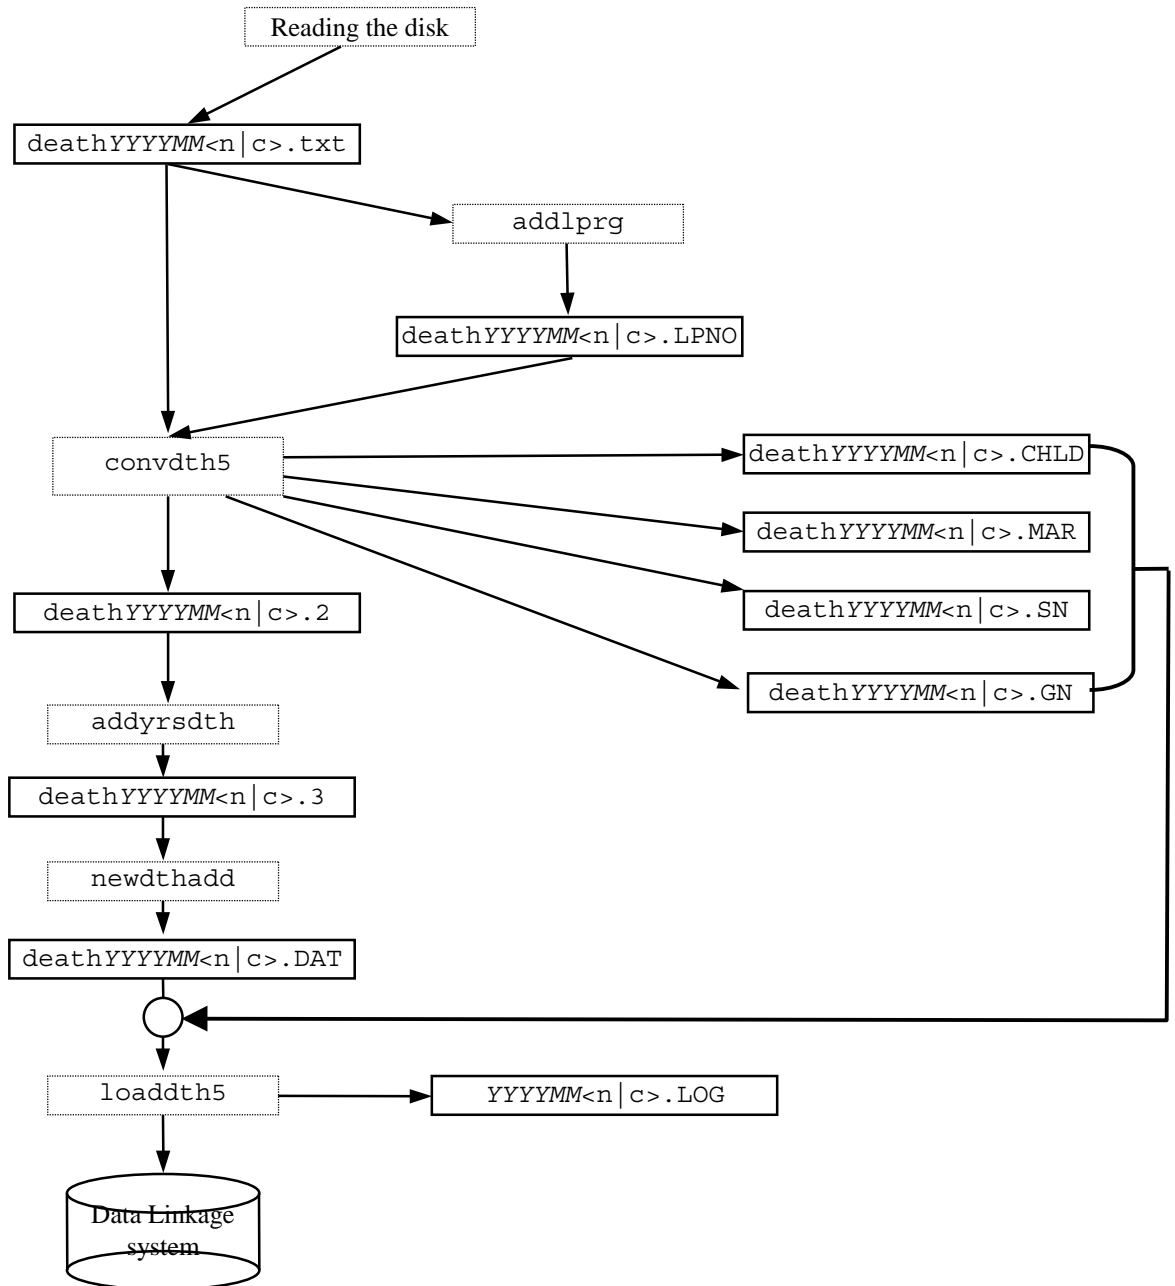 Reading the disk
deathYYYYMM<n|c>.txt
addlprg
deathYYYYMM<n|c>.LPNO
convdth5
deathYYYYMM<n|c>.CHLD
deathYYYYMM<n|c>.MAR
deathYYYYMM<n|c>.2
deathYYYYMM<n|c>.SN
deathYYYYMM<n|c>.GN
addyrsdth
deathYYYYMM<n|c>.3
newdthadd
deathYYYYMM<n|c>.DAT
loaddth5
YYYYMM<n|c>.LOG
Data Linkage
system